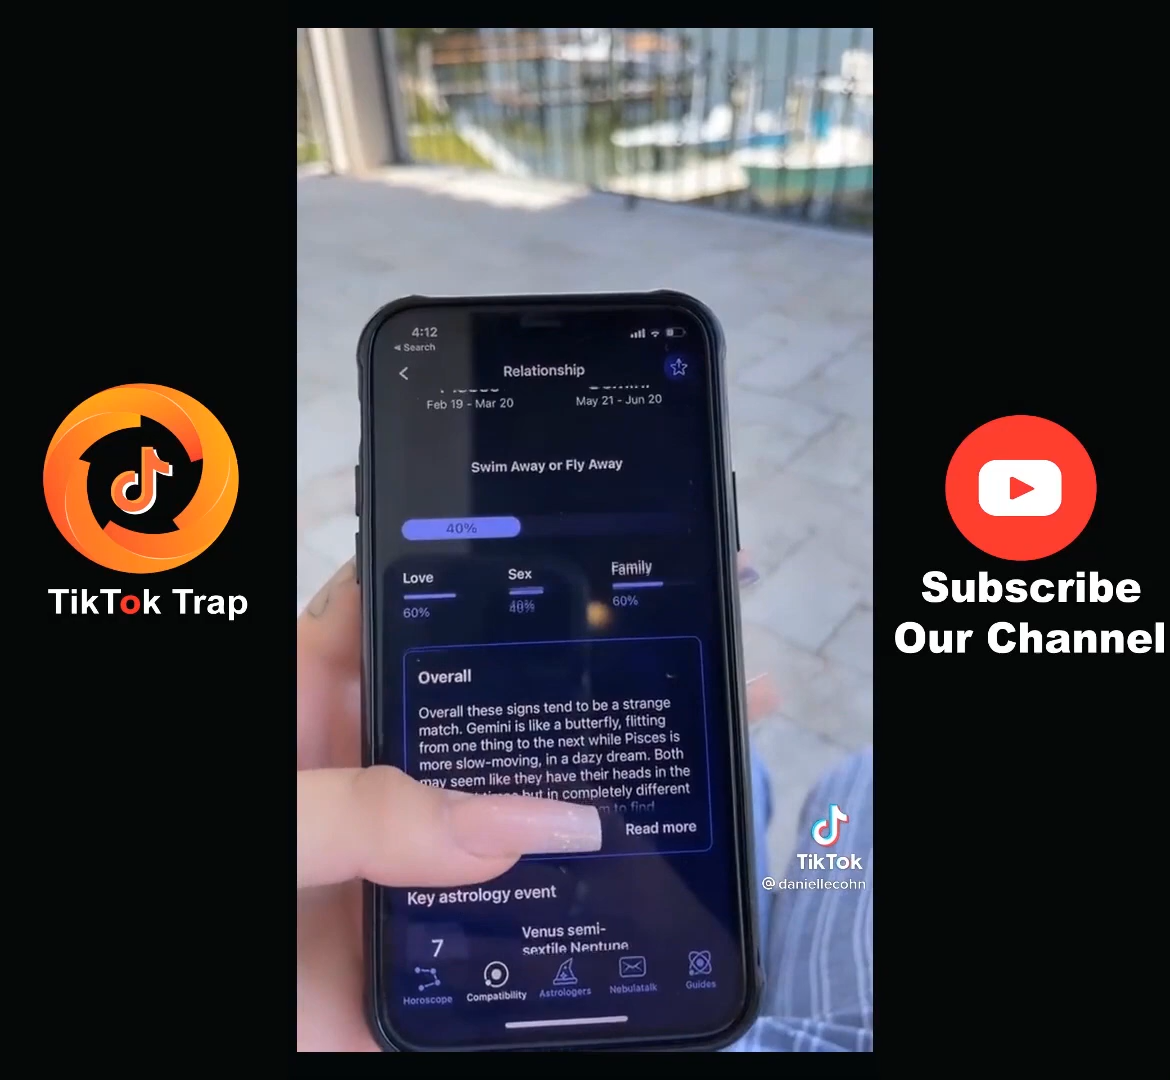 4:12
Search
Relationship
Feb 19 - Mar 20
May 21 - Jun 20
Swim Away or Fly Away
40%
Love
Sex
Family
60%
40%
60%
Overall
Overall these signs tend to be a strange
match. Gemini is like a butterfly, flitting
from one thing to the next while Pisces is
more slow-moving, in a dazy dream. Both
may seem like they have their heads in the
but in completely different
to find
Read more
Key astrology event
7
Venus semi-
sextile Neptune
Horoscope
Compatibility
Astrologers
Nebulatalk
Guides
TikTok
@daniellecohn
TikTok Trap
Subscribe
Our Channel